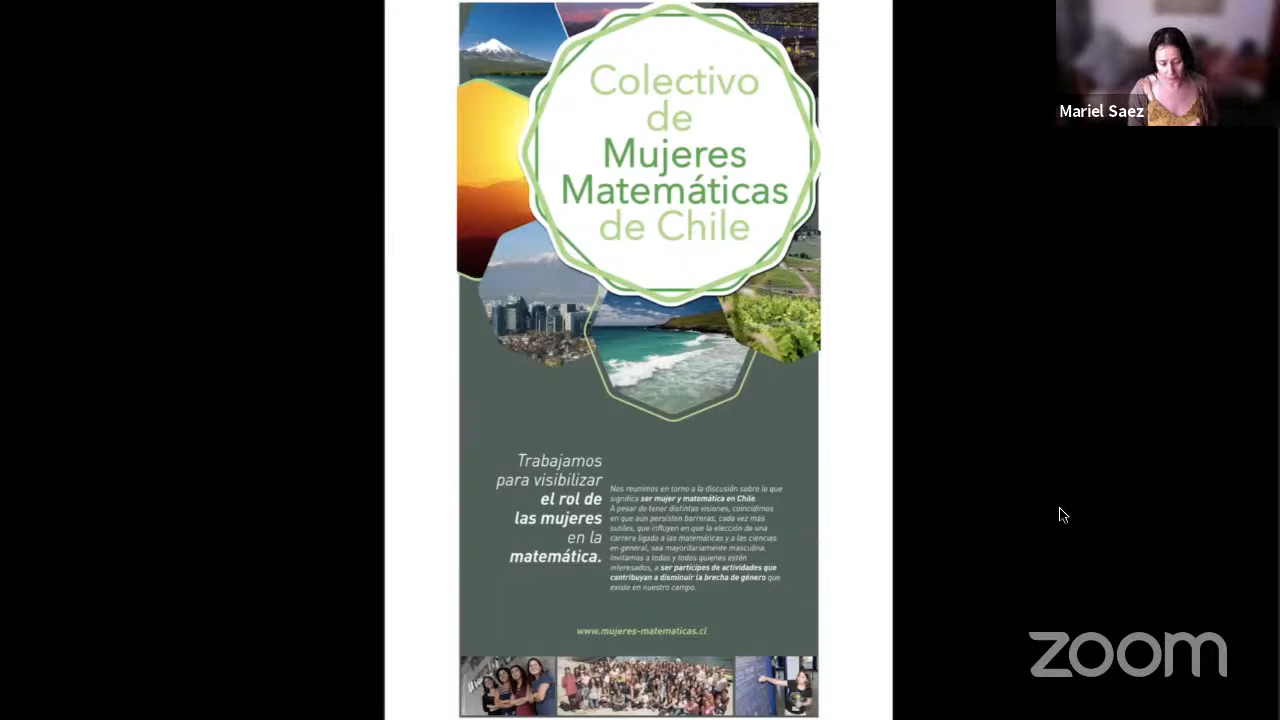 Colectivo
de
Mujeres
Matemáticas
de Chile
Mariel Saez
Trabajamos
para visibilizar
el rol de
las mujeres
en la
matemática.
Nos reunimos en torno a la discusión sobre lo que
significa ser mujer y matemática en Chile.
A pesar de tener distintas visiones, coincidimos
en que aún persisten barreras, cada vez más
sutiles, que influyen en que la elección de una
carrera ligada a las matemáticas y a las ciencias
en general, sea mayoritariamente masculina.
Invitamos a todas y todos quienes estén
interesados, a ser partícipes de actividades que
contribuyan a disminuir la brecha de género que
existe en nuestro campo.
www.mujeres-matematicas.cl
zoom